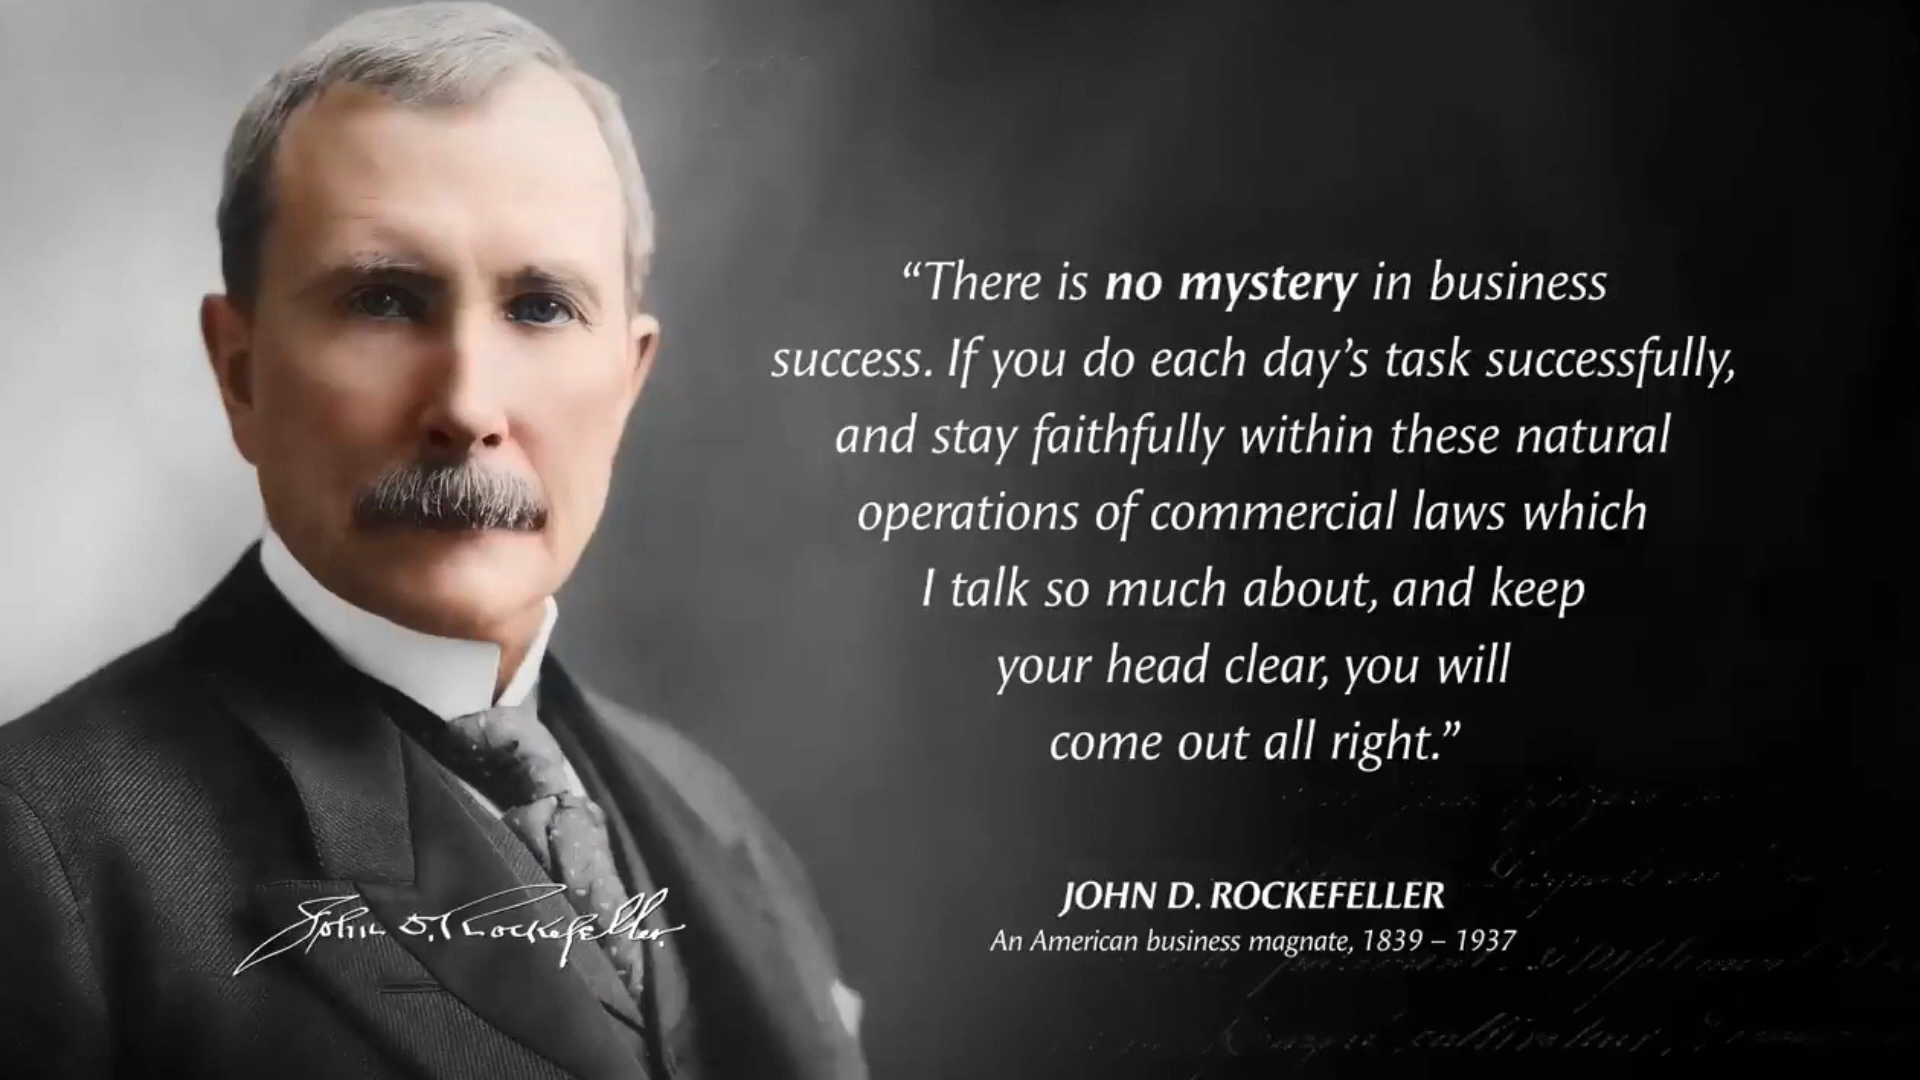 “There is no mystery in business
success. If you do each day’s task successfully,
and stay faithfully within these natural
operations of commercial laws which
I talk so much about, and keep
your head clear, you will
come out all right.”
JOHN D. ROCKEFELLER
An American business magnate, 1839 – 1937
John D. Rockefeller